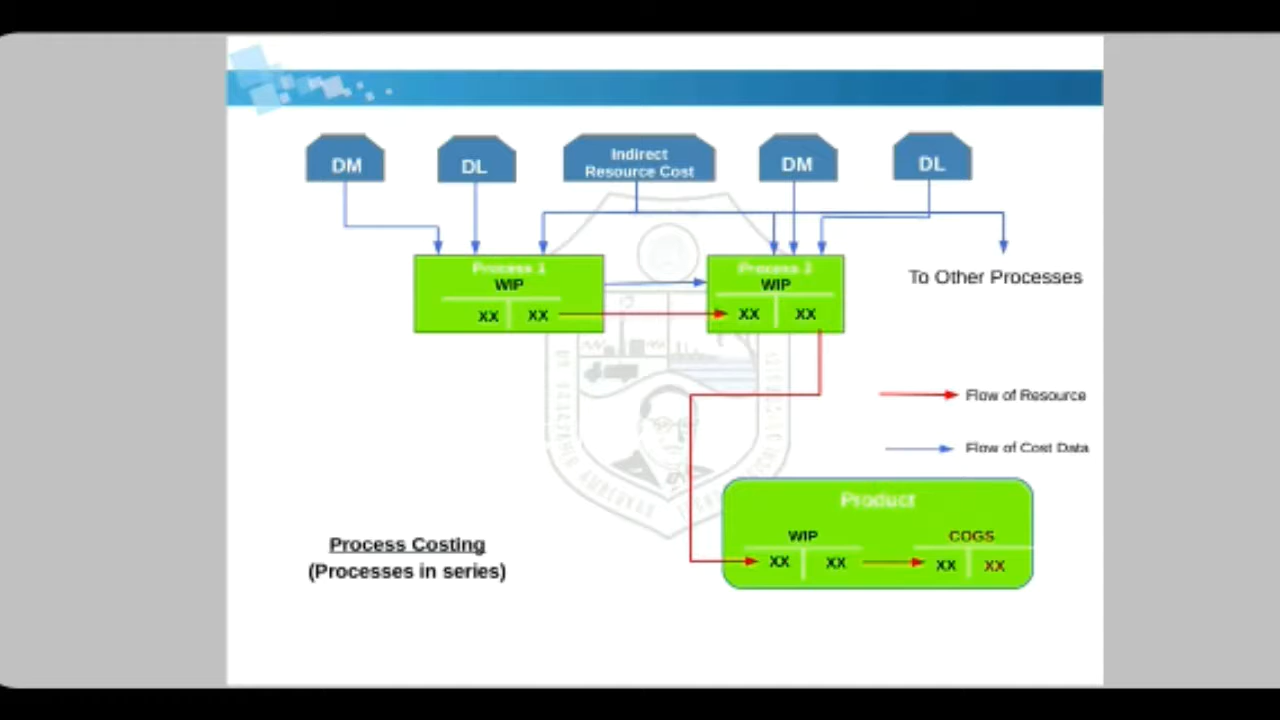 DM
DL
Indirect
Resource Cost
DM
DL
Process 1
WIP
XX XX
Process 2
WIP
XX XX
To Other Processes
Flow of Resource
Flow of Cost Data
Product
WIP
XX XX
COGS
XX XX
Process Costing
(Processes in series)